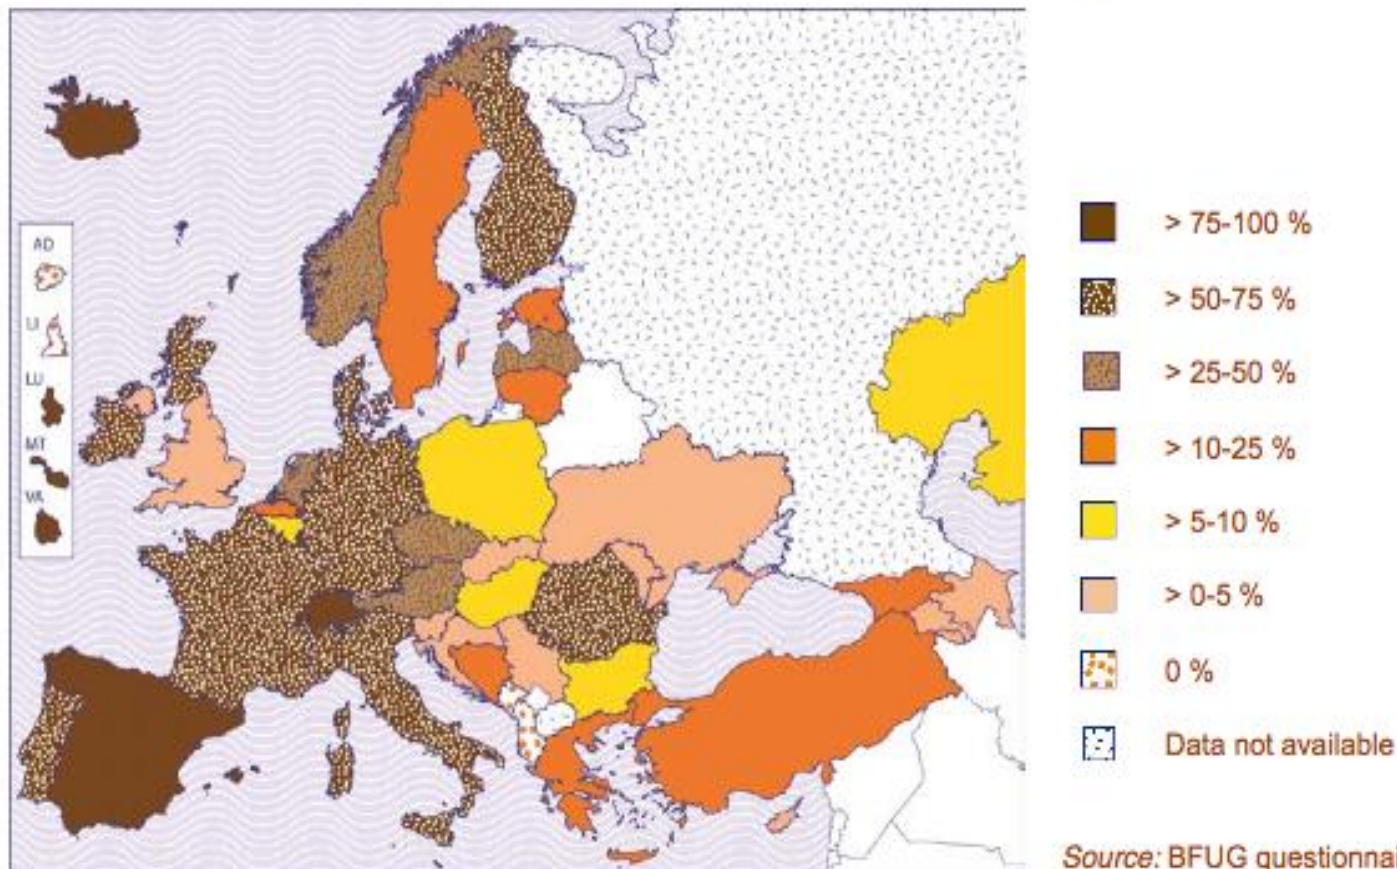 AD
LI
LU
MT
VA
> 75-100 %
> 50-75 %
> 25-50 %
> 10-25 %
> 5-10 %
> 0-5 %
0 %
Data not available
Source: BFUG questionnai